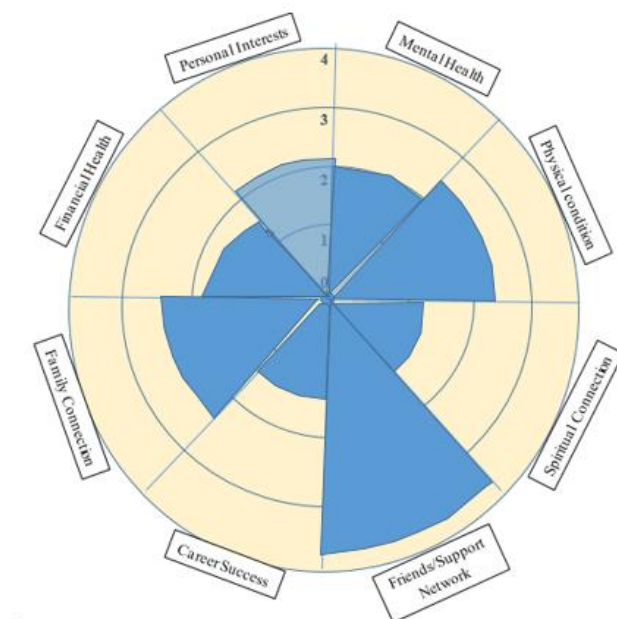 Personal Interests
Mental Health
4
3
2
1
0
Financial Health
Physical condition
Family Connection
Spiritual Connection
Career Success
Friends/Support
Network